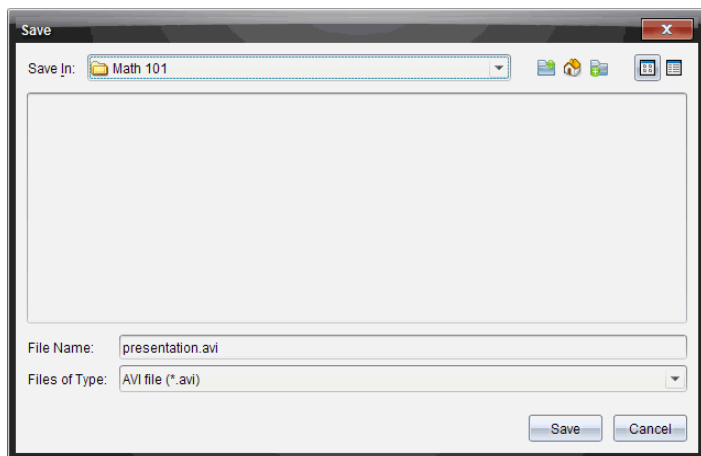 Save
Save In: Math 101
File Name: presentation.avi
Files of Type: AVI file (*.avi)
Save Cancel